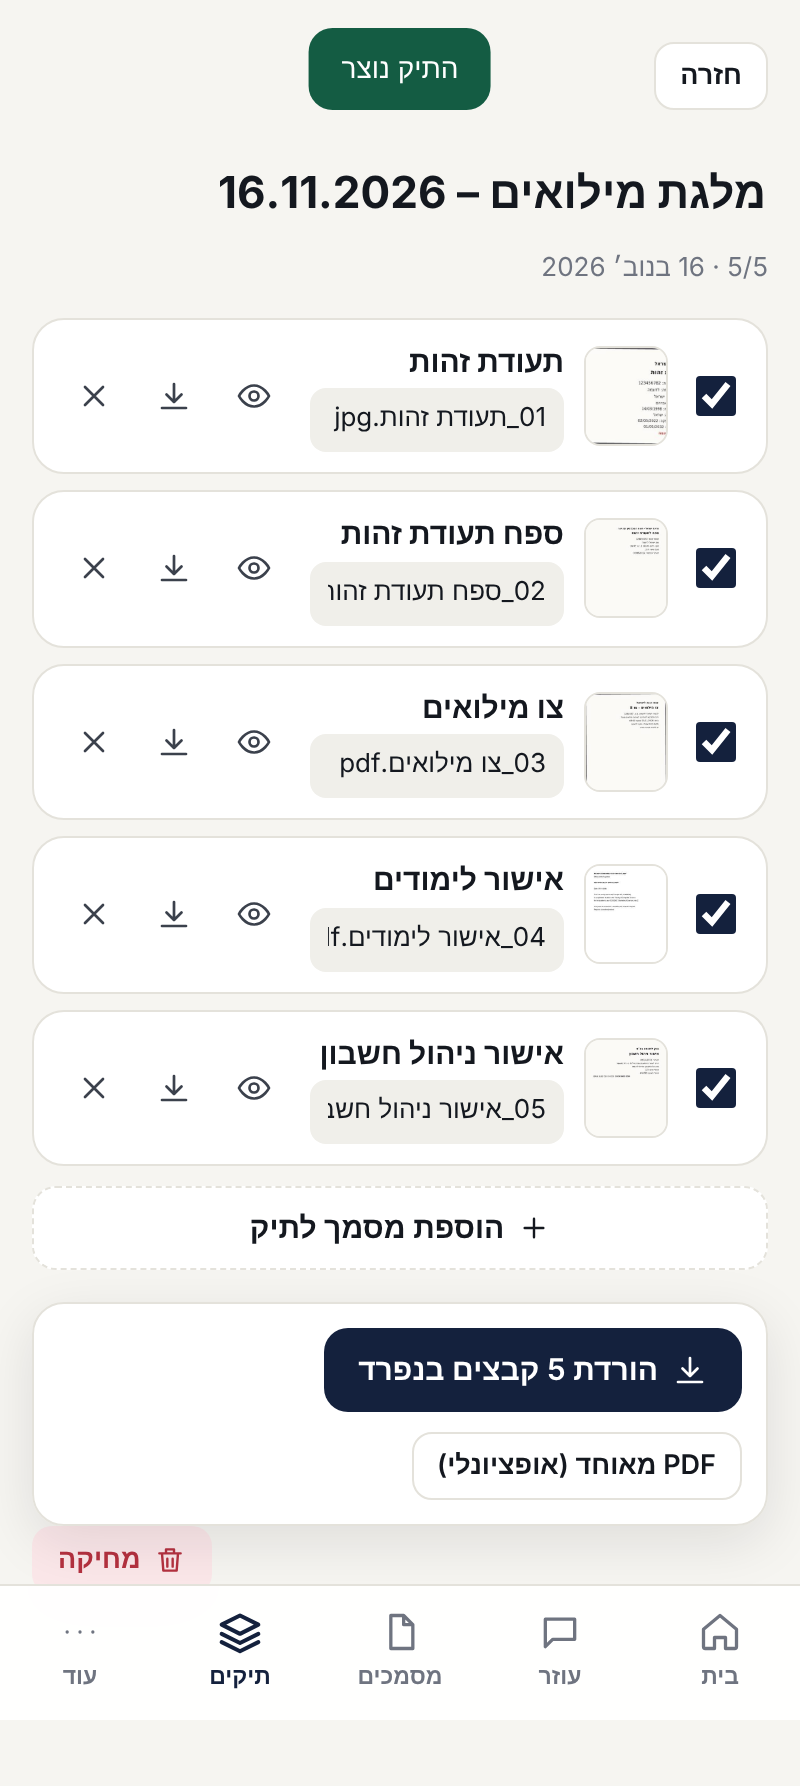 חזרה
התיק נוצר
מלגת מילואים – 16.11.2026
5/5 · 16 בנוב׳ 2026
תעודת זהות
01_תעודת זהות.jpg
ספח תעודת זהות
02_ספח תעודת זהות
צו מילואים
03_צו מילואים.pdf
אישור לימודים
04_אישור לימודים.
אישור ניהול חשבון
05_אישור ניהול חשב
הוספת מסמך לתיק
הורדת 5 קבצים בנפרד
PDF מאוחד (אופציונלי)
מחיקה
בית
עוזר
מסמכים
תיקים
עוד